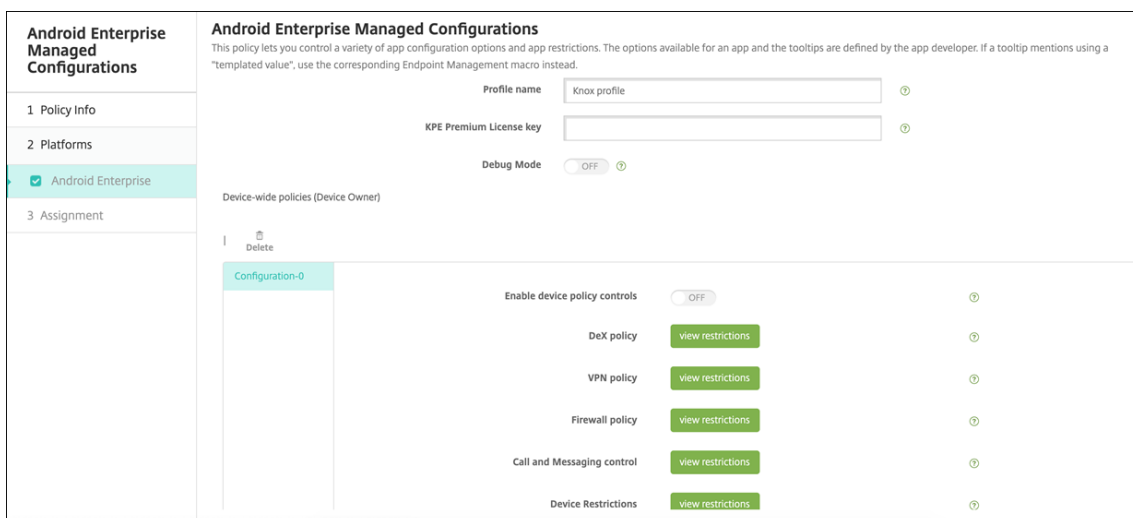 Android Enterprise
Managed
Configurations
1 Policy Info
2 Platforms
Android Enterprise
3 Assignment
Android Enterprise Managed Configurations
This policy lets you control a variety of app configuration options and app restrictions. The options available for an app and the tooltips are defined by the app developer. If a tooltip mentions using a
"templated value", use the corresponding Endpoint Management macro instead.
Profile name Knox profile
KPE Premium License key
Debug Mode OFF
Device-wide policies (Device Owner)
Delete
Configuration-0
Enable device policy controls OFF
DeX policy view restrictions
VPN policy view restrictions
Firewall policy view restrictions
Call and Messaging control view restrictions
Device Restrictions view restrictions